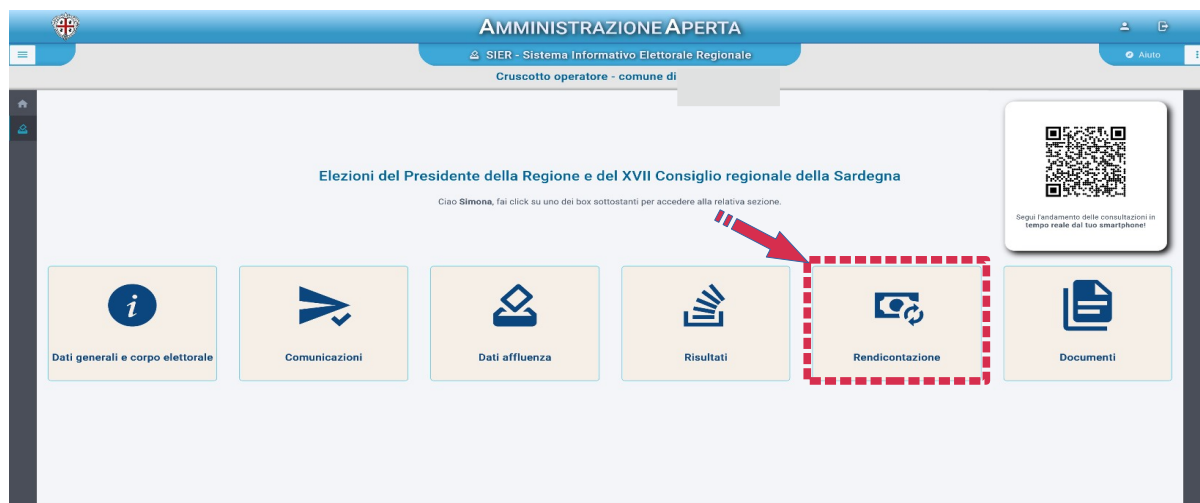 AMMINISTRAZIONE APERTA
SIER - Sistema Informativo Elettorale Regionale
Aiuto
Cruscotto operatore - comune di
Elezioni del Presidente della Regione e del XVII Consiglio regionale della Sardegna
Ciao Simona, fai click su uno dei box sottostanti per accedere alla relativa sezione.
Segui l'andamento delle consultazioni in
tempo reale dal tuo smartphone!
Dati generali e corpo elettorale
Comunicazioni
Dati affluenza
Risultati
Rendicontazione
Documenti